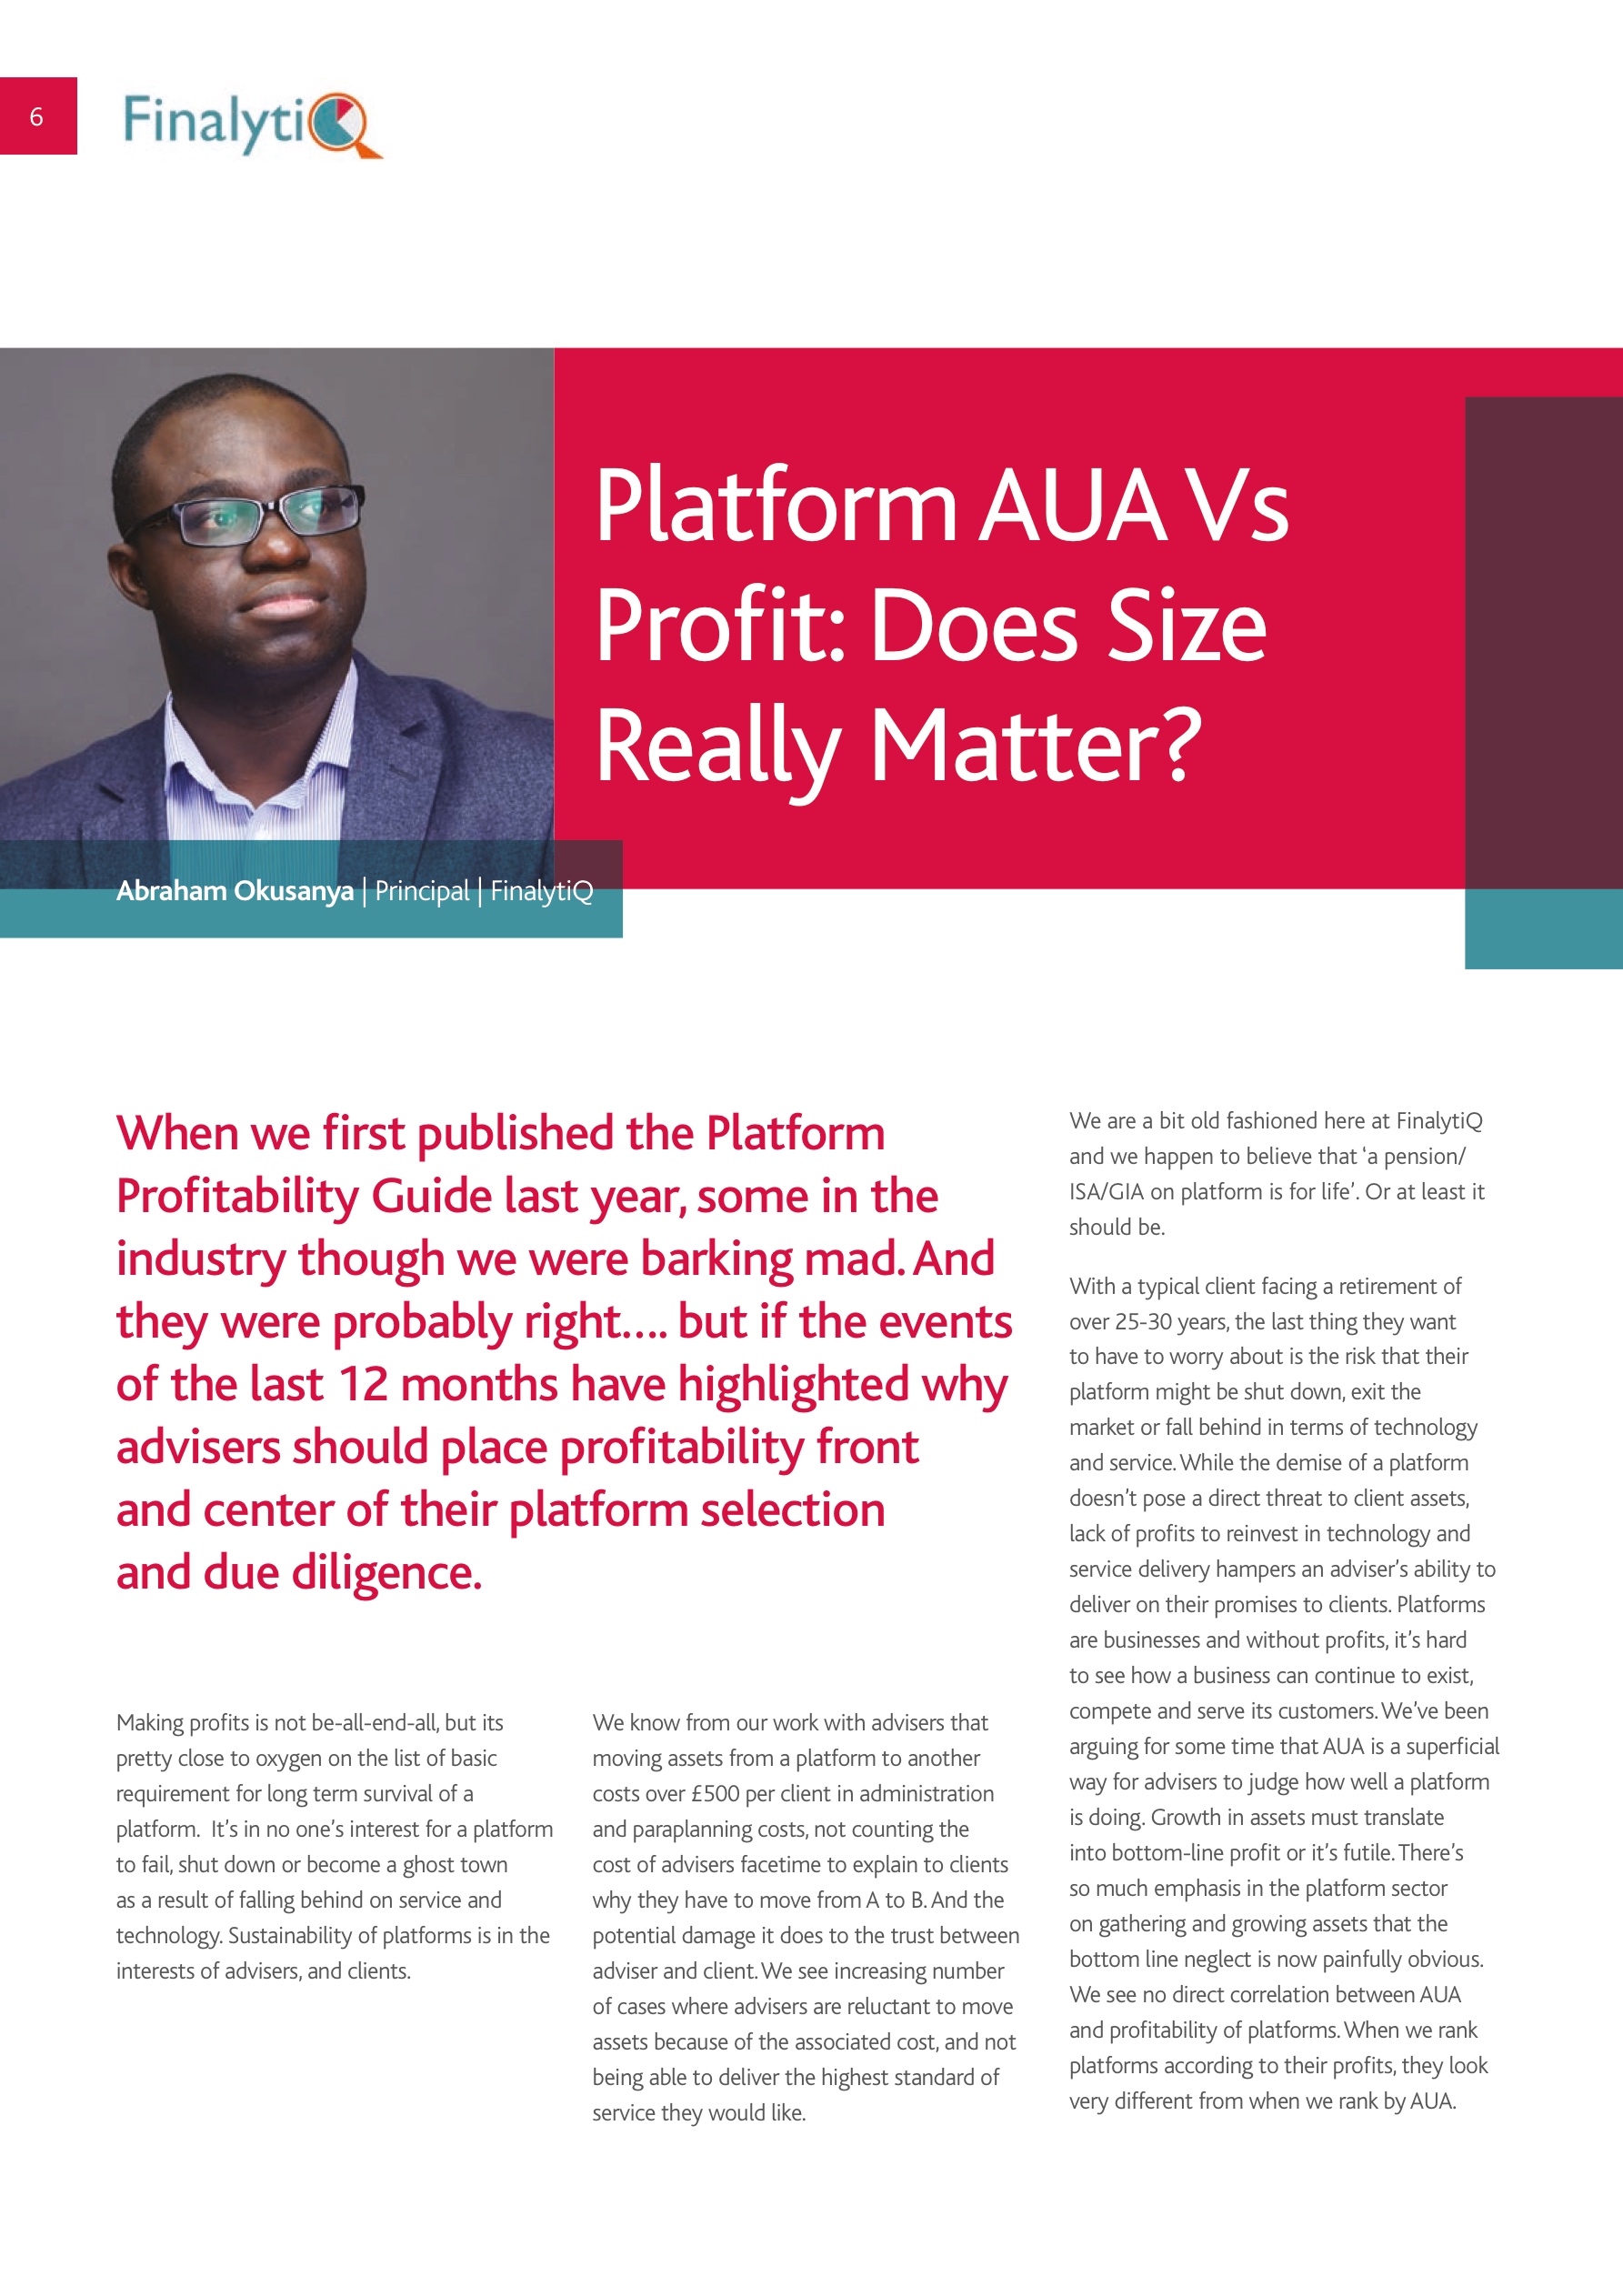 6
FinalytiQ
Platform AUA Vs
Profit: Does Size
Really Matter?
Abraham Okusanya | Principal | FinalytiQ
When we first published the Platform
Profitability Guide last year, some in the
industry though we were barking mad. And
they were probably right.... but if the events
of the last 12 months have highlighted why
advisers should place profitability front
and center of their platform selection
and due diligence.
Making profits is not be-all-end-all, but its
pretty close to oxygen on the list of basic
requirement for long term survival of a
platform.  It's in no one's interest for a platform
to fail, shut down or become a ghost town
as a result of falling behind on service and
technology. Sustainability of platforms is in the
interests of advisers, and clients.
We know from our work with advisers that
moving assets from a platform to another
costs over £500 per client in administration
and paraplanning costs, not counting the
cost of advisers facetime to explain to clients
why they have to move from A to B. And the
potential damage it does to the trust between
adviser and client. We see increasing number
of cases where advisers are reluctant to move
assets because of the associated cost, and not
being able to deliver the highest standard of
service they would like.
We are a bit old fashioned here at FinalytiQ
and we happen to believe that 'a pension/
ISA/GIA on platform is for life'. Or at least it
should be.
With a typical client facing a retirement of
over 25-30 years, the last thing they want
to have to worry about is the risk that their
platform might be shut down, exit the
market or fall behind in terms of technology
and service. While the demise of a platform
doesn't pose a direct threat to client assets,
lack of profits to reinvest in technology and
service delivery hampers an adviser's ability to
deliver on their promises to clients. Platforms
are businesses and without profits, it's hard
to see how a business can continue to exist,
compete and serve its customers. We've been
arguing for some time that AUA is a superficial
way for advisers to judge how well a platform
is doing. Growth in assets must translate
into bottom-line profit or it's futile. There's
so much emphasis in the platform sector
on gathering and growing assets that the
bottom line neglect is now painfully obvious.
We see no direct correlation between AUA
and profitability of platforms. When we rank
platforms according to their profits, they look
very different from when we rank by AUA.